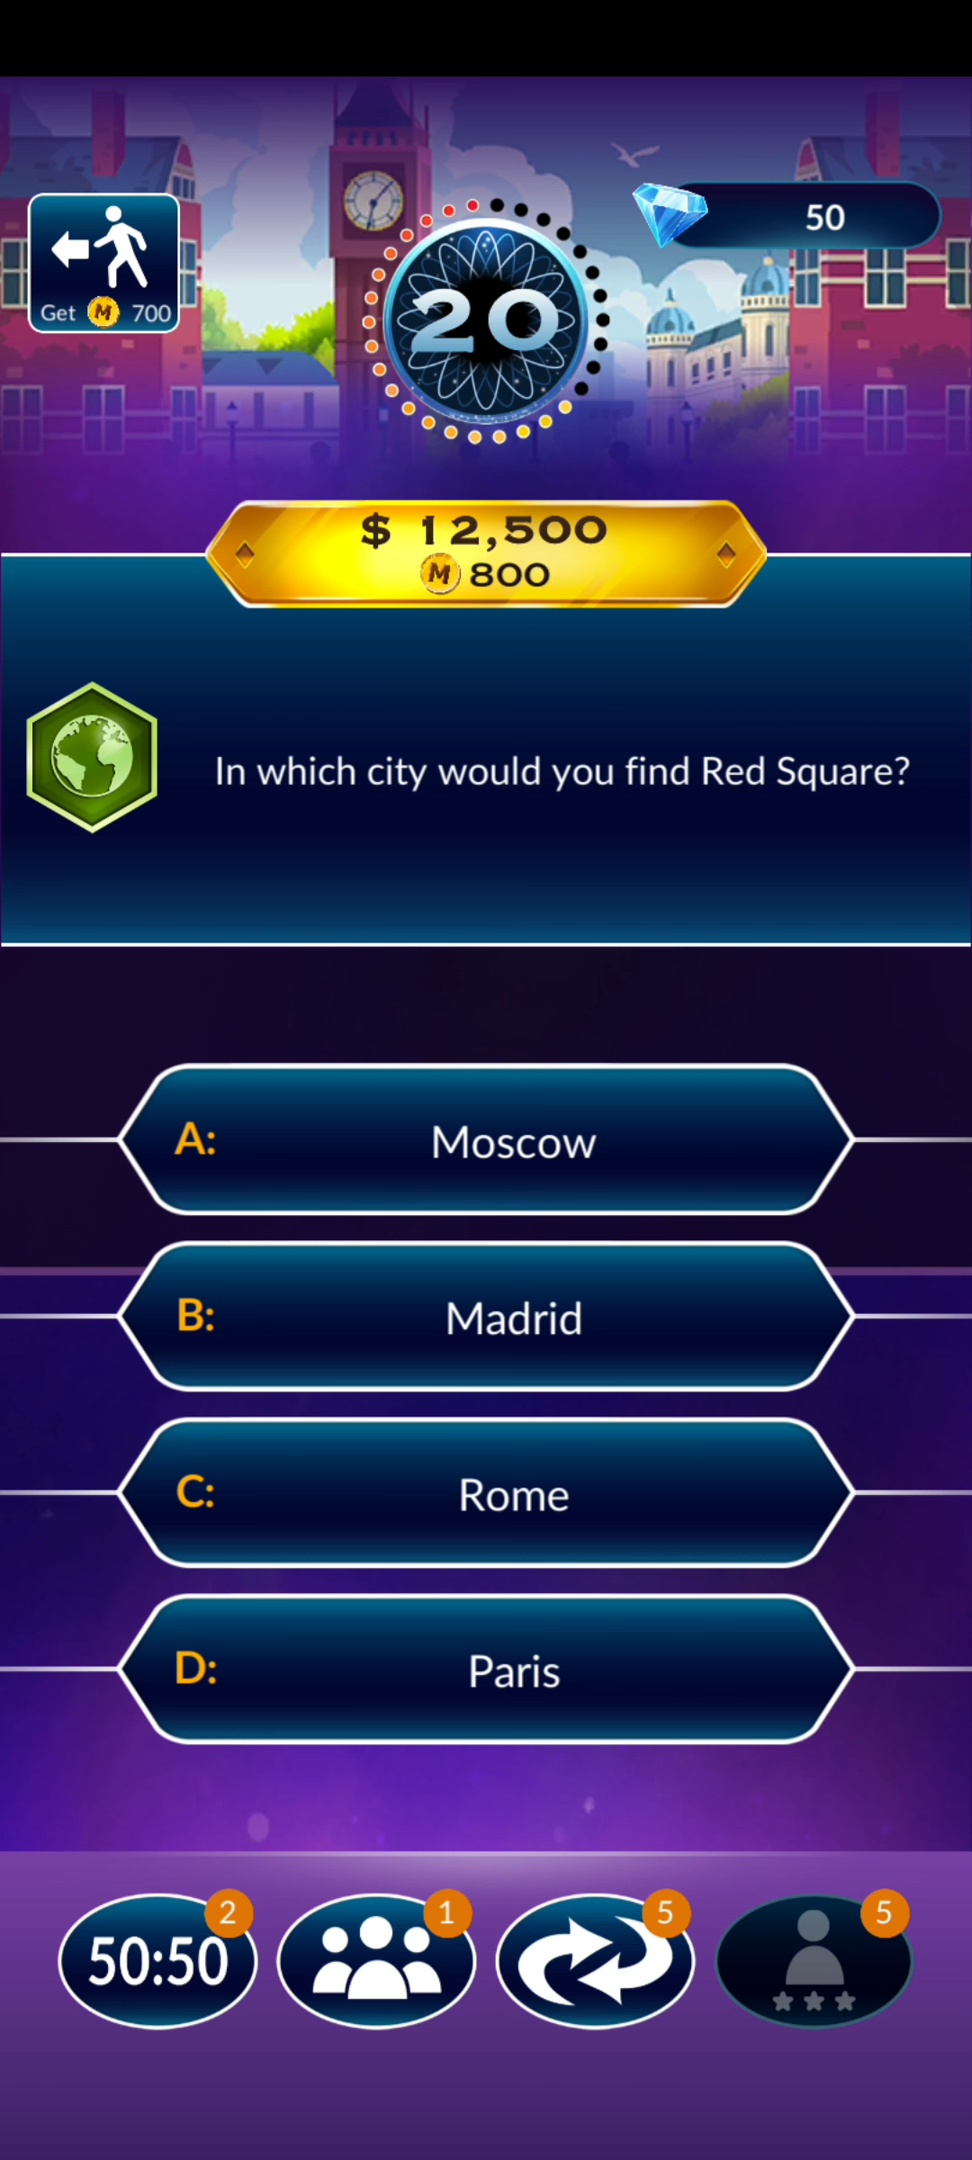 50
Get M 700
20
$ 12,500
M 800
In which city would you find Red Square?
A: Moscow
B: Madrid
C: Rome
D: Paris
2 1 5 5
50:50